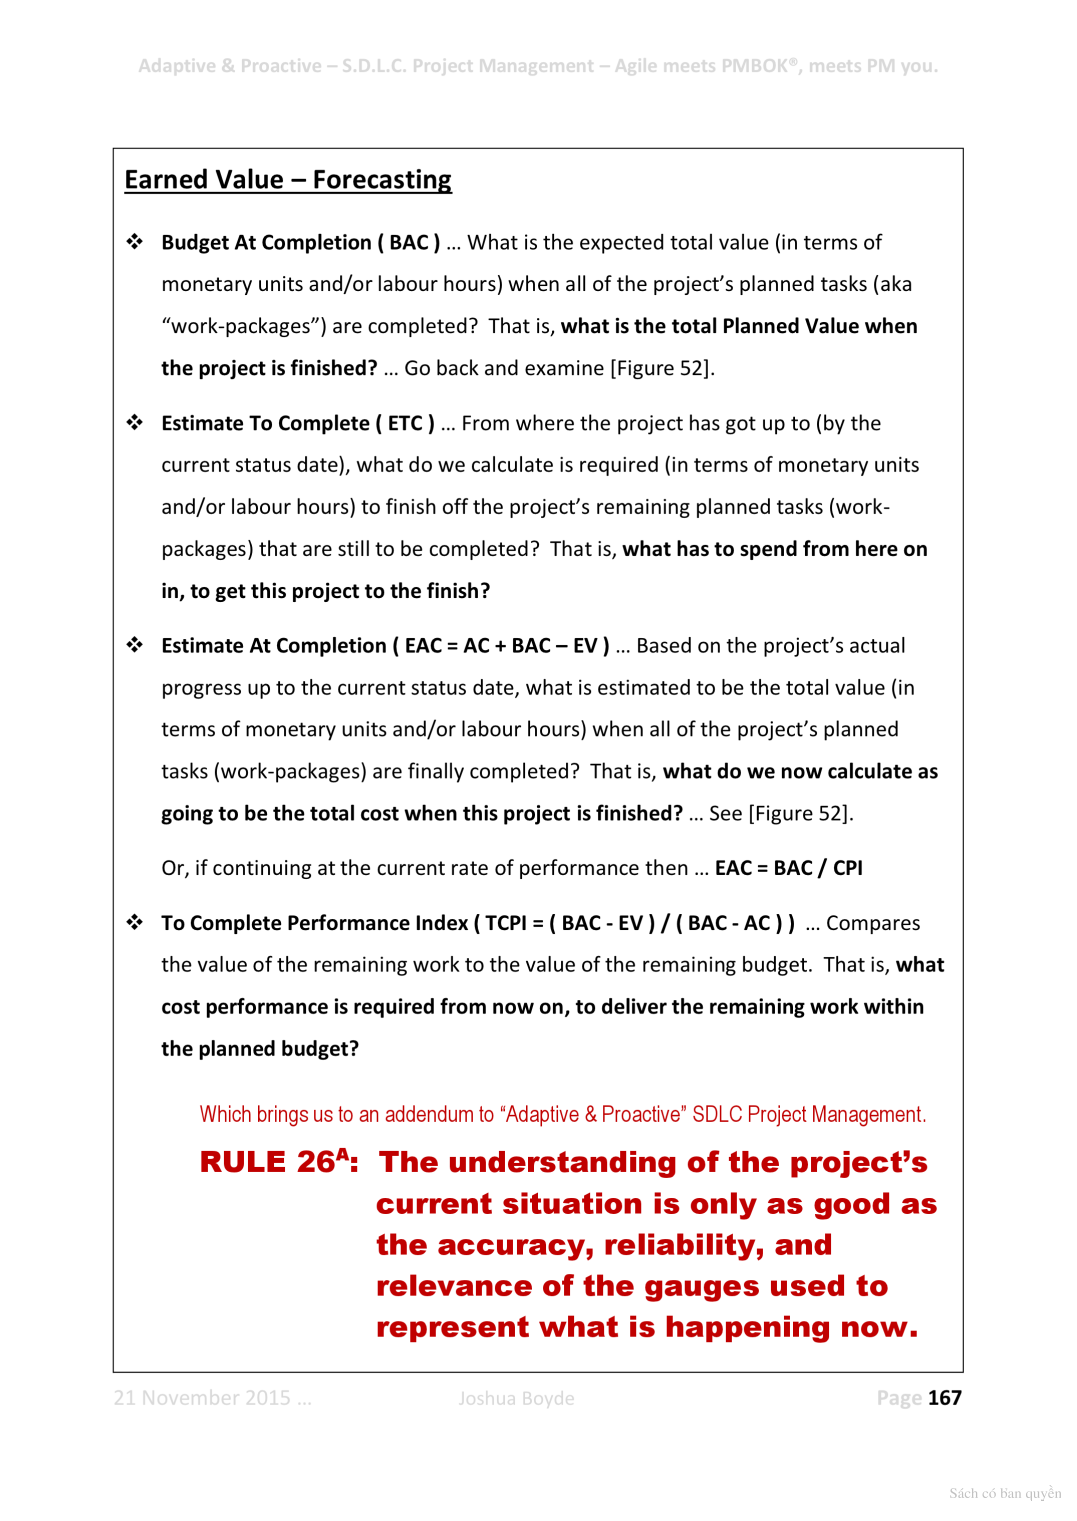 Adaptive & Proactive – S.D.L.C. Project Management – Agile meets PMBOK®, meets PM you.
Earned Value – Forecasting
❖ Budget At Completion ( BAC ) ... What is the expected total value (in terms of
monetary units and/or labour hours) when all of the project’s planned tasks (aka
“work-packages”) are completed?  That is, what is the total Planned Value when
the project is finished? ... Go back and examine [Figure 52].
❖ Estimate To Complete ( ETC ) ... From where the project has got up to (by the
current status date), what do we calculate is required (in terms of monetary units
and/or labour hours) to finish off the project’s remaining planned tasks (work-
packages) that are still to be completed?  That is, what has to spend from here on
in, to get this project to the finish?
❖ Estimate At Completion ( EAC = AC + BAC – EV ) ... Based on the project’s actual
progress up to the current status date, what is estimated to be the total value (in
terms of monetary units and/or labour hours) when all of the project’s planned
tasks (work-packages) are finally completed?  That is, what do we now calculate as
going to be the total cost when this project is finished? ... See [Figure 52].
Or, if continuing at the current rate of performance then ... EAC = BAC / CPI
❖ To Complete Performance Index ( TCPI = ( BAC - EV ) / ( BAC - AC ) )  ... Compares
the value of the remaining work to the value of the remaining budget.  That is, what
cost performance is required from now on, to deliver the remaining work within
the planned budget?
Which brings us to an addendum to “Adaptive & Proactive” SDLC Project Management.
RULE 26A:  The understanding of the project’s
current situation is only as good as
the accuracy, reliability, and
relevance of the gauges used to
represent what is happening now.
21 November 2015 ... Joshua Boyde Page 167
Sách có bản quyền